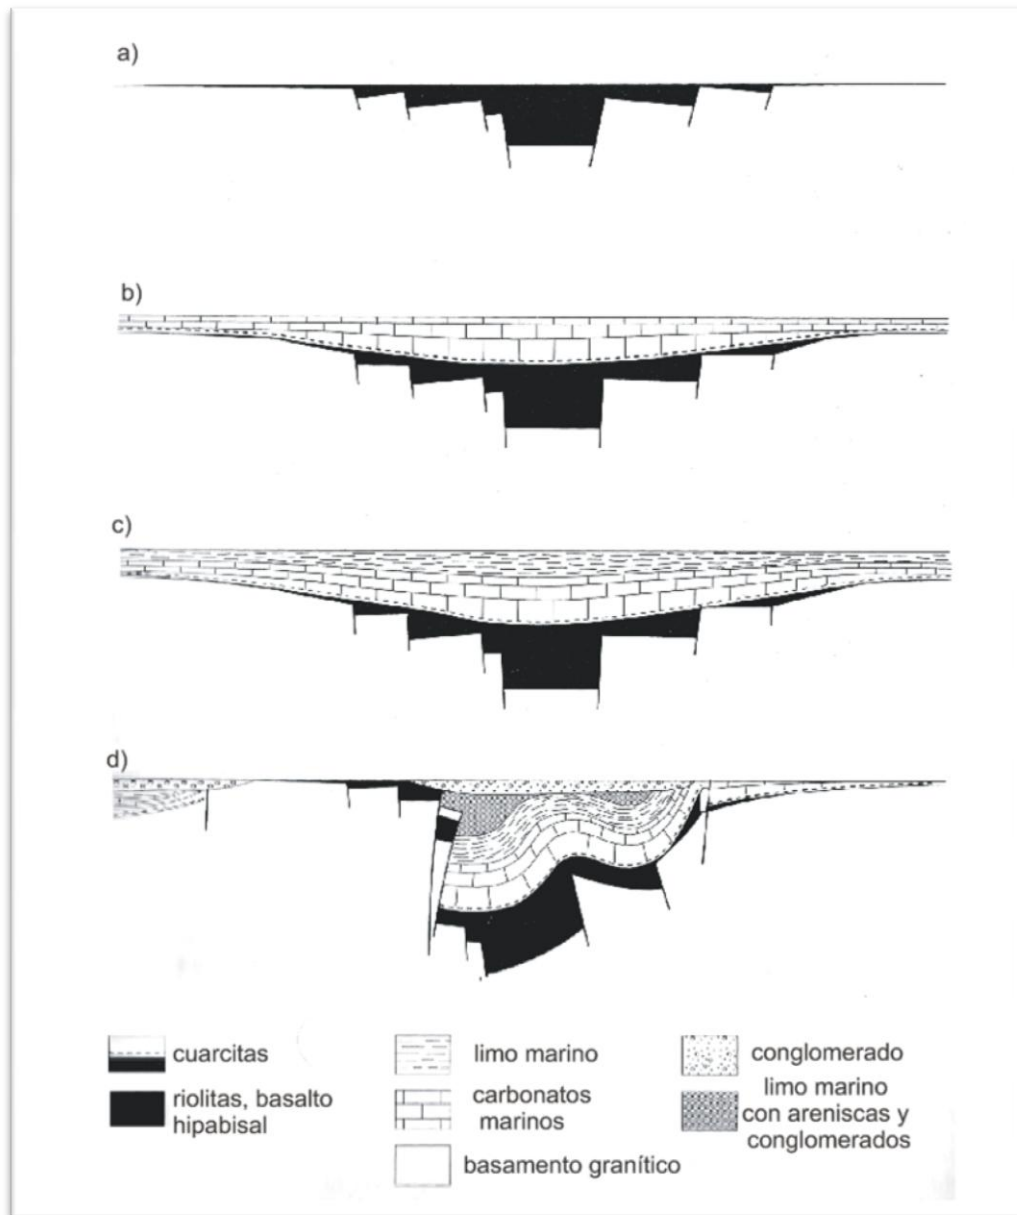 a)
b)
c)
d)
cuarcitas
riolitas, basalto
hipabisal
limo marino
carbonatos
marinos
basamento granítico
conglomerado
limo marino
con areniscas y
conglomerados